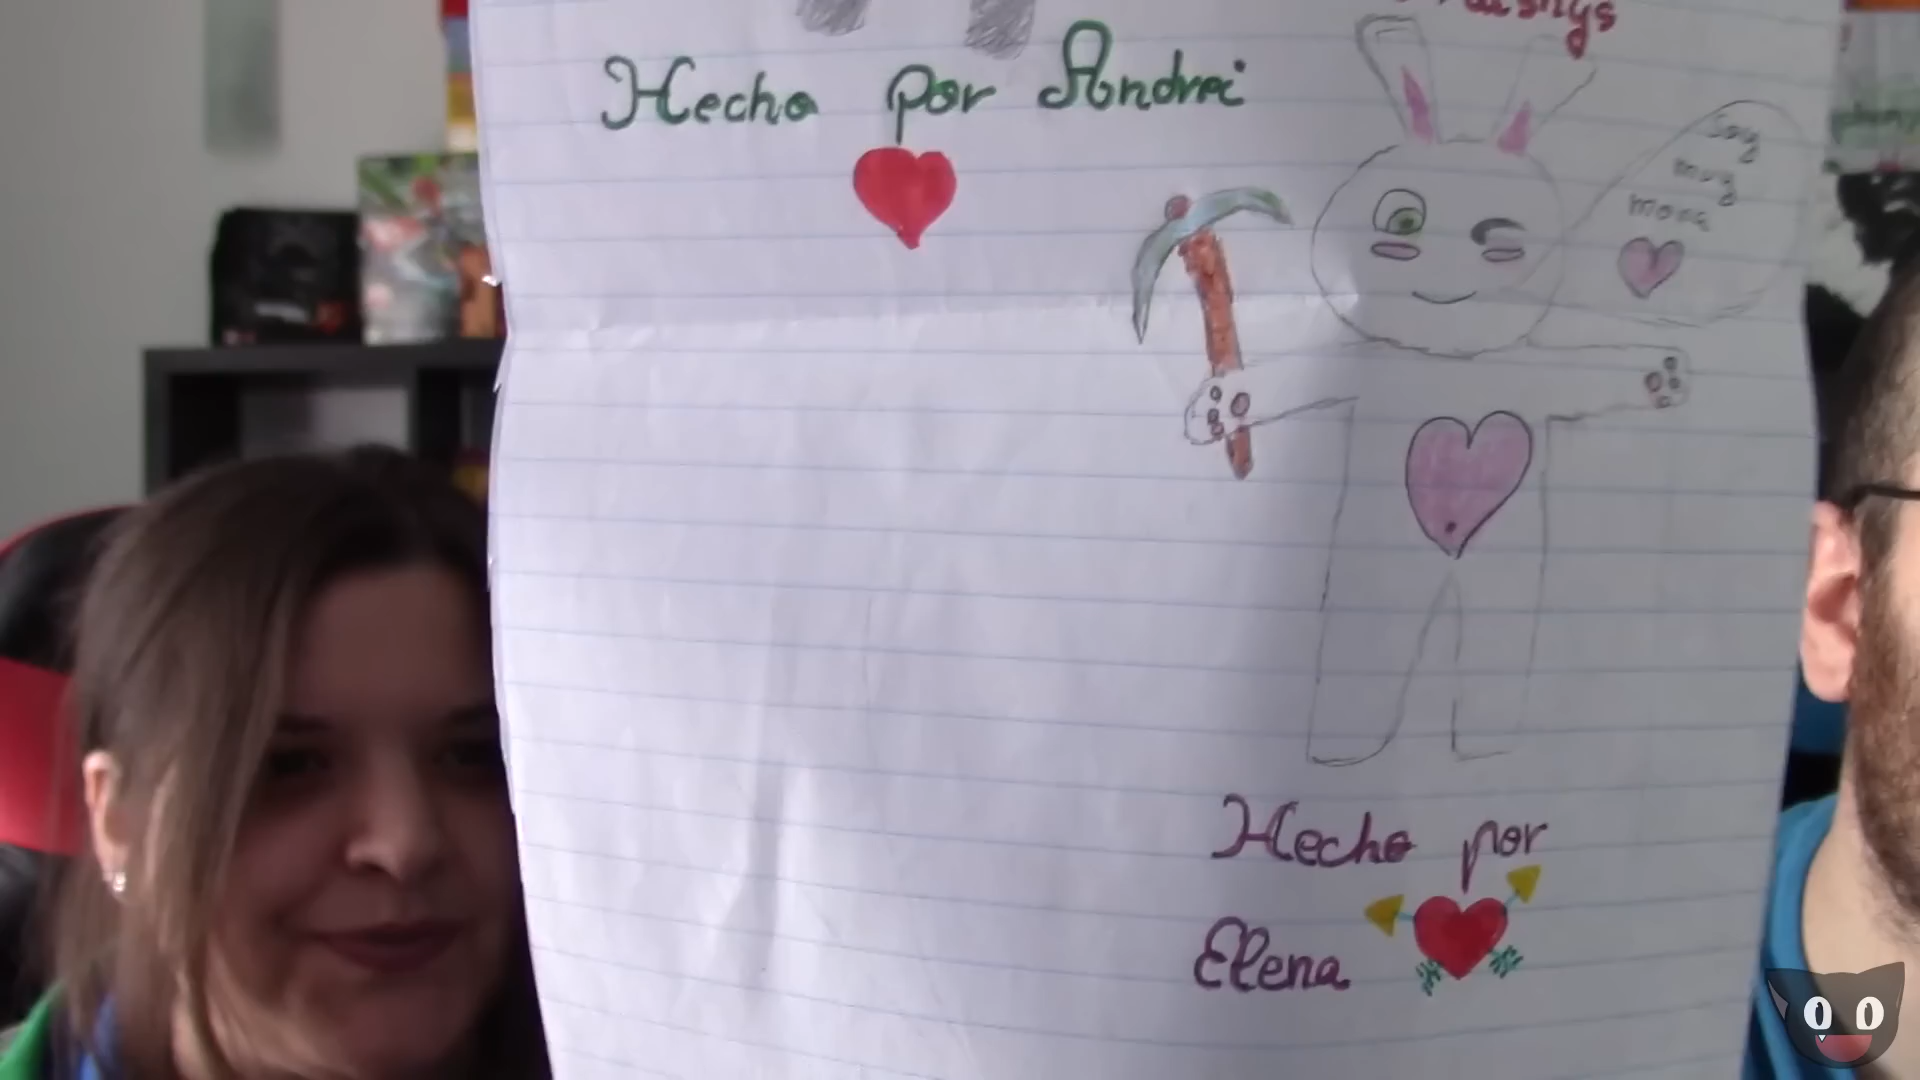 Hecho por Andrei
Soy
muy
mona
Hecho por
Elena